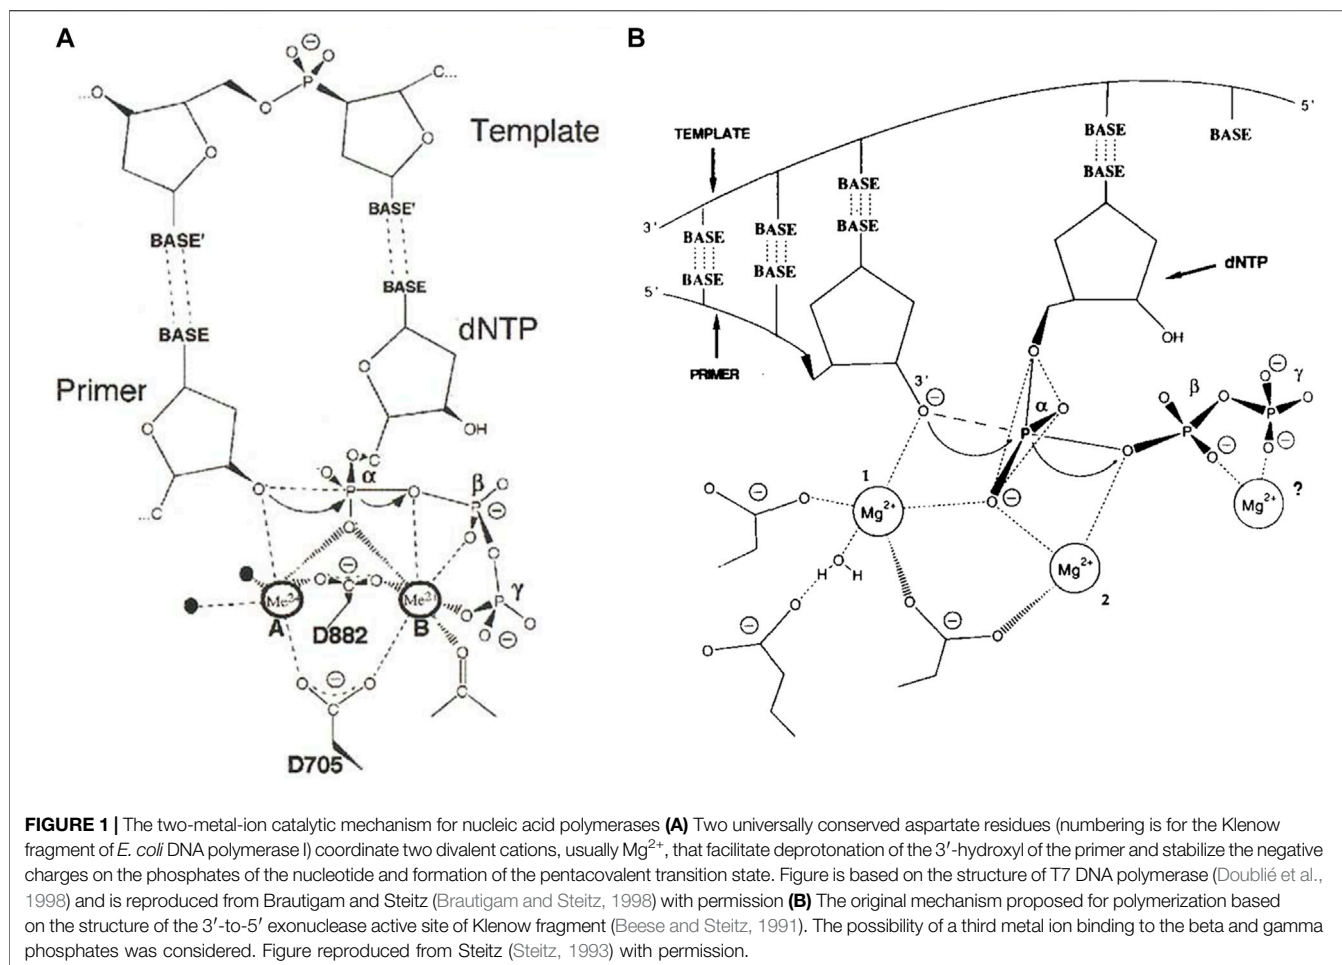 A
B
Template
BASE'
BASE'
BASE
BASE
dNTP
Primer
OH
α
β
γ
Me2+
Me2+
A
B
D882
D705
TEMPLATE
3'
5'
5'
BASE
BASE
BASE
BASE
BASE
BASE
BASE
BASE
BASE
PRIMER
dNTP
OH
3'
α
β
γ
1
Mg2+
H
H
Mg2+
2
Mg2+
?
FIGURE 1 | The two-metal-ion catalytic mechanism for nucleic acid polymerases (A) Two universally conserved aspartate residues (numbering is for the Klenow
fragment of E. coli DNA polymerase I) coordinate two divalent cations, usually Mg2+, that facilitate deprotonation of the 3′-hydroxyl of the primer and stabilize the negative
charges on the phosphates of the nucleotide and formation of the pentacovalent transition state. Figure is based on the structure of T7 DNA polymerase (Doublié et al.,
1998) and is reproduced from Brautigam and Steitz (Brautigam and Steitz, 1998) with permission (B) The original mechanism proposed for polymerization based
on the structure of the 3′-to-5′ exonuclease active site of Klenow fragment (Beese and Steitz, 1991). The possibility of a third metal ion binding to the beta and gamma
phosphates was considered. Figure reproduced from Steitz (Steitz, 1993) with permission.